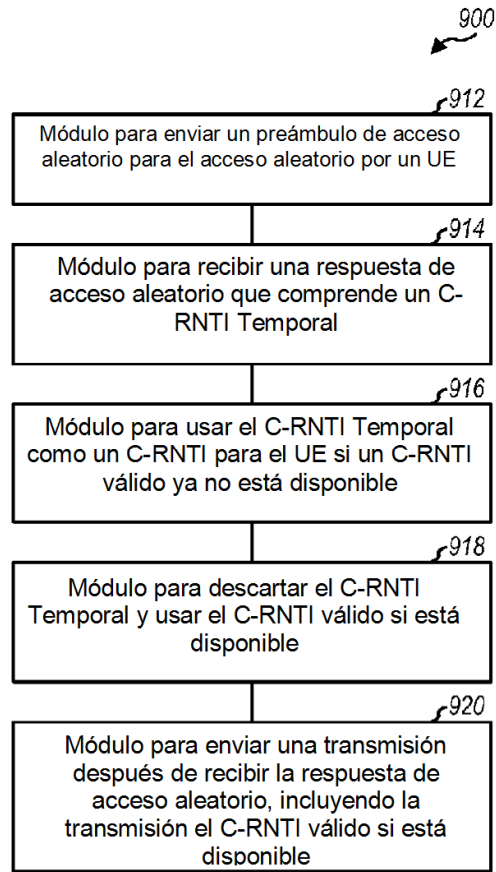 900
912
Módulo para enviar un preámbulo de acceso
aleatorio para el acceso aleatorio por un UE
914
Módulo para recibir una respuesta de
acceso aleatorio que comprende un C-
RNTI Temporal
916
Módulo para usar el C-RNTI Temporal
como un C-RNTI para el UE si un C-RNTI
válido ya no está disponible
918
Módulo para descartar el C-RNTI
Temporal y usar el C-RNTI válido si está
disponible
920
Módulo para enviar una transmisión
después de recibir la respuesta de
acceso aleatorio, incluyendo la
transmisión el C-RNTI válido si está
disponible